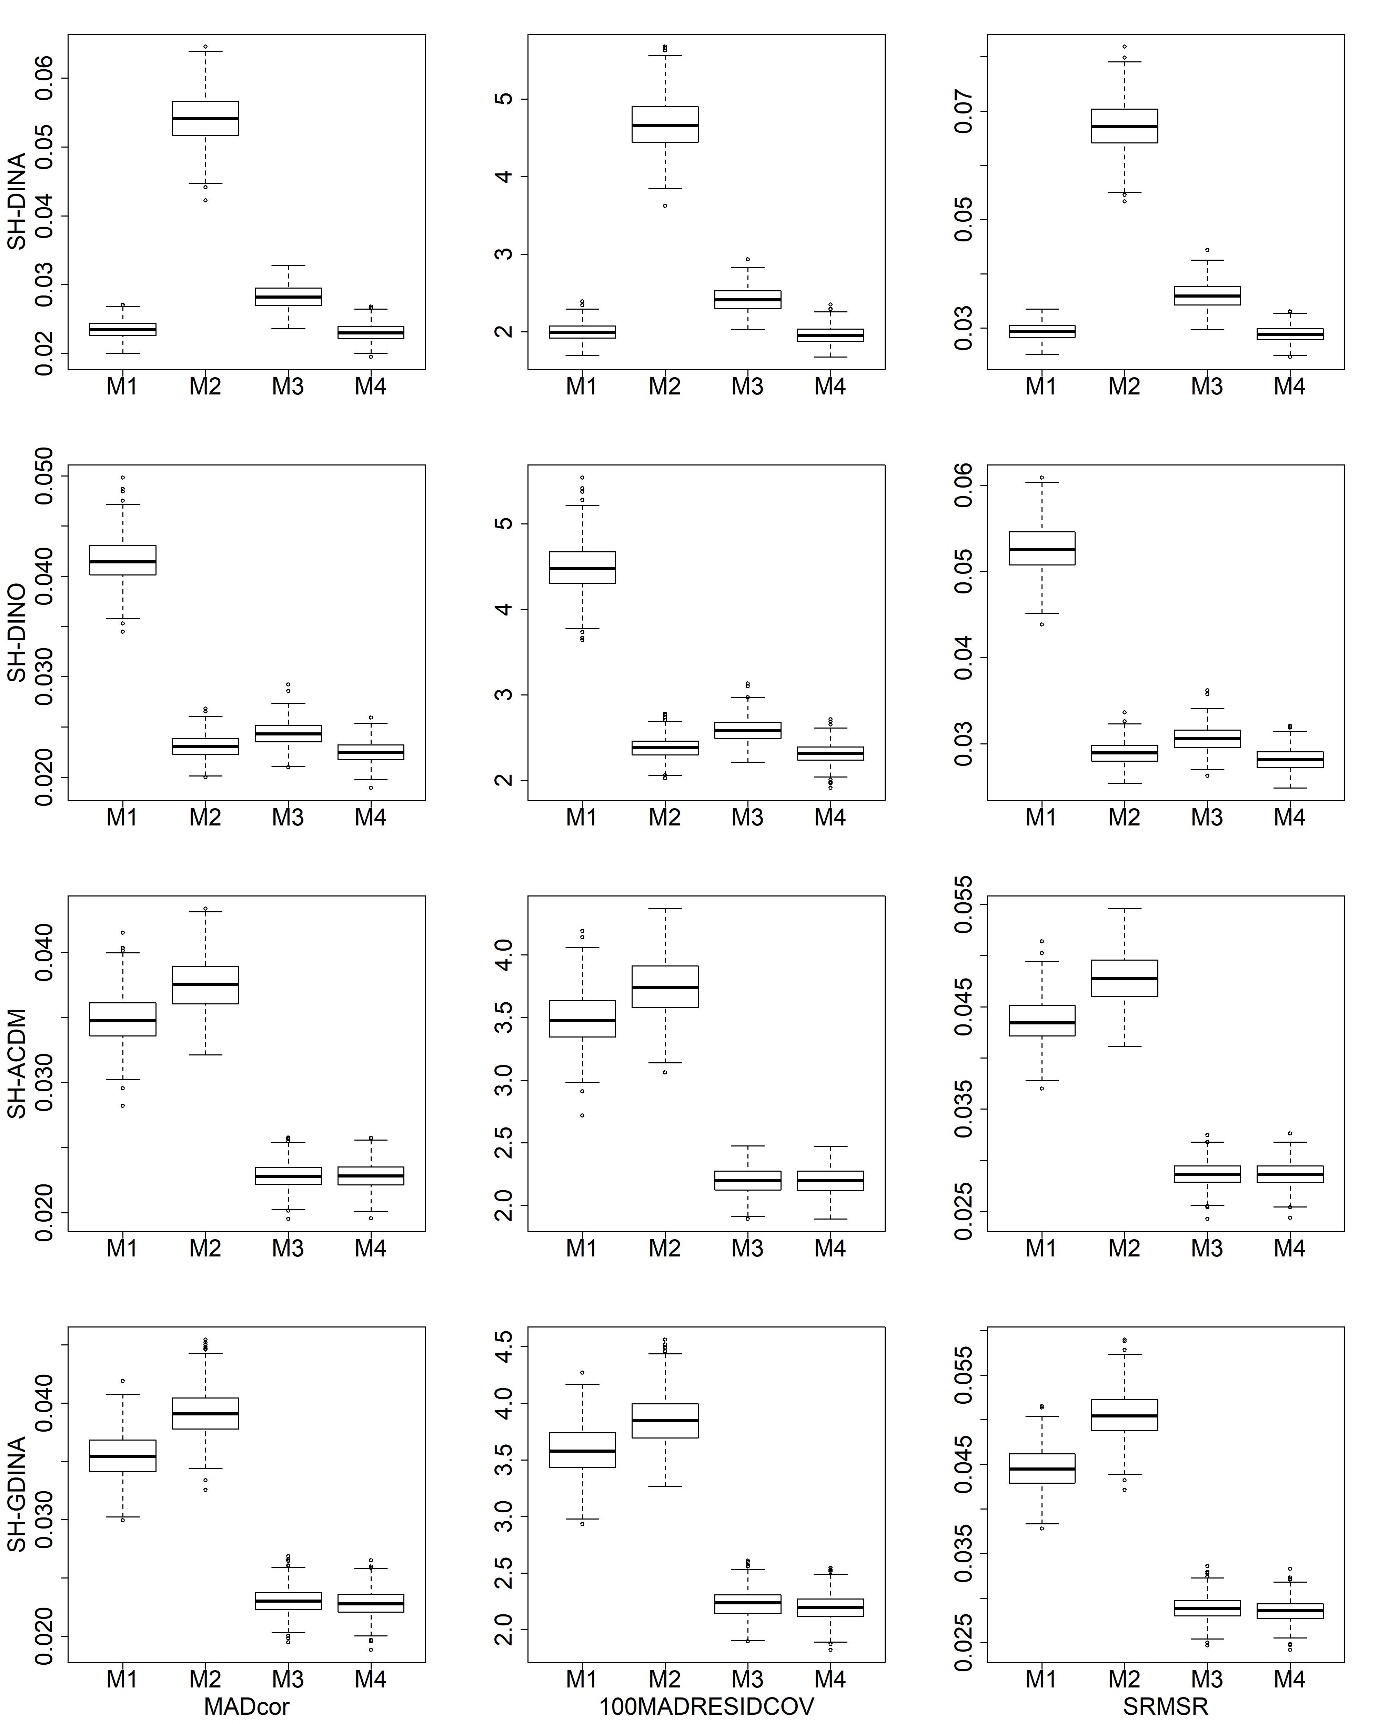 SH-DINA
0.02 0.03 0.04 0.05 0.06
2 3 4 5
0.03 0.05 0.07
M1 M2 M3 M4
M1 M2 M3 M4
M1 M2 M3 M4
SH-DINO
0.020 0.030 0.040 0.050
2 3 4 5
0.03 0.04 0.05 0.06
M1 M2 M3 M4
M1 M2 M3 M4
M1 M2 M3 M4
SH-ACDM
0.020 0.030 0.040
2.0 2.5 3.0 3.5 4.0
0.025 0.035 0.045 0.055
M1 M2 M3 M4
M1 M2 M3 M4
M1 M2 M3 M4
SH-GDINA
0.020 0.030 0.040
2.0 2.5 3.0 3.5 4.0 4.5
0.025 0.035 0.045 0.055
M1 M2 M3 M4
M1 M2 M3 M4
M1 M2 M3 M4
MADcor
100MADRESIDCOV
SRMSR